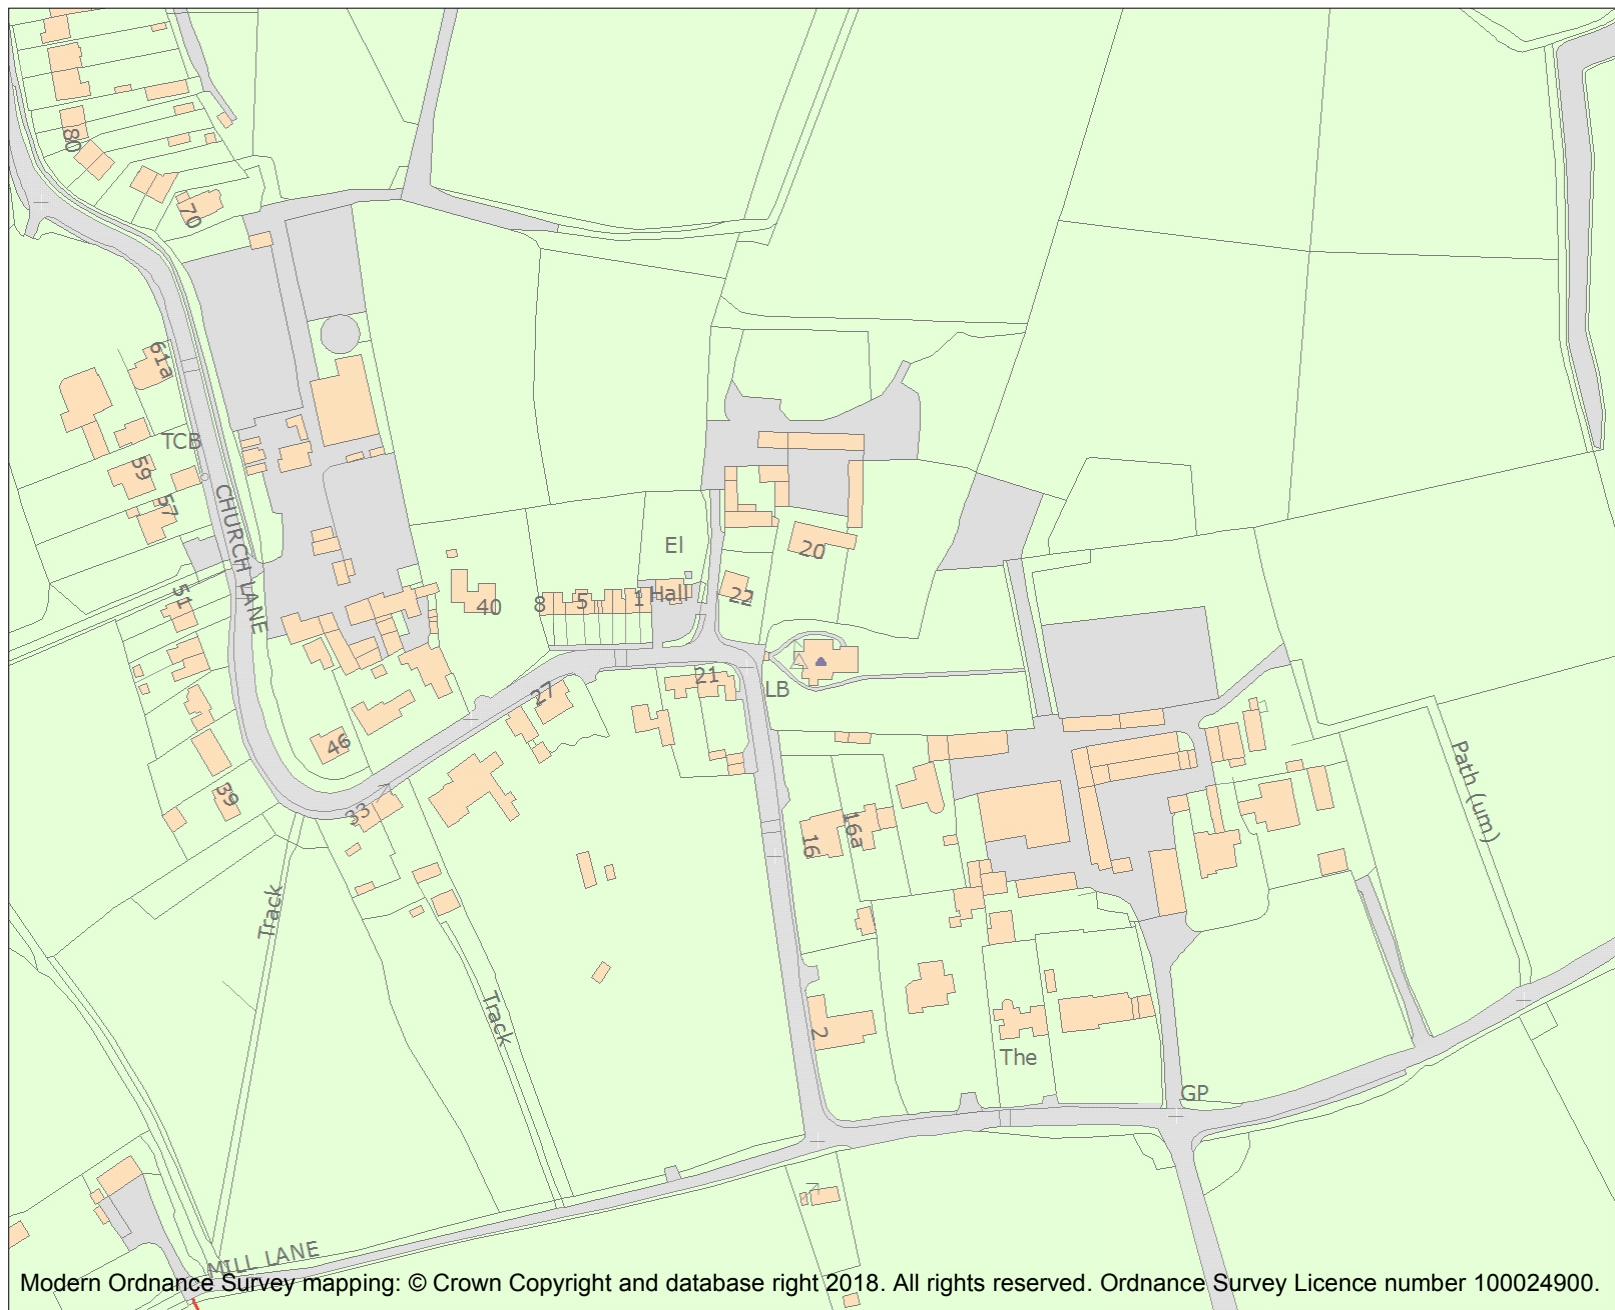 80
70
61a
TCB
59
57
CHURCH LANE
El
20
51
40
8
5
1
Hall
22
21
LB
27
46
39
33
16
16a
Path (um)
Track
Track
2
The
GP
MILL LANE
Modern Ordnance Survey mapping: © Crown Copyright and database right 2018. All rights reserved. Ordnance Survey Licence number 100024900.